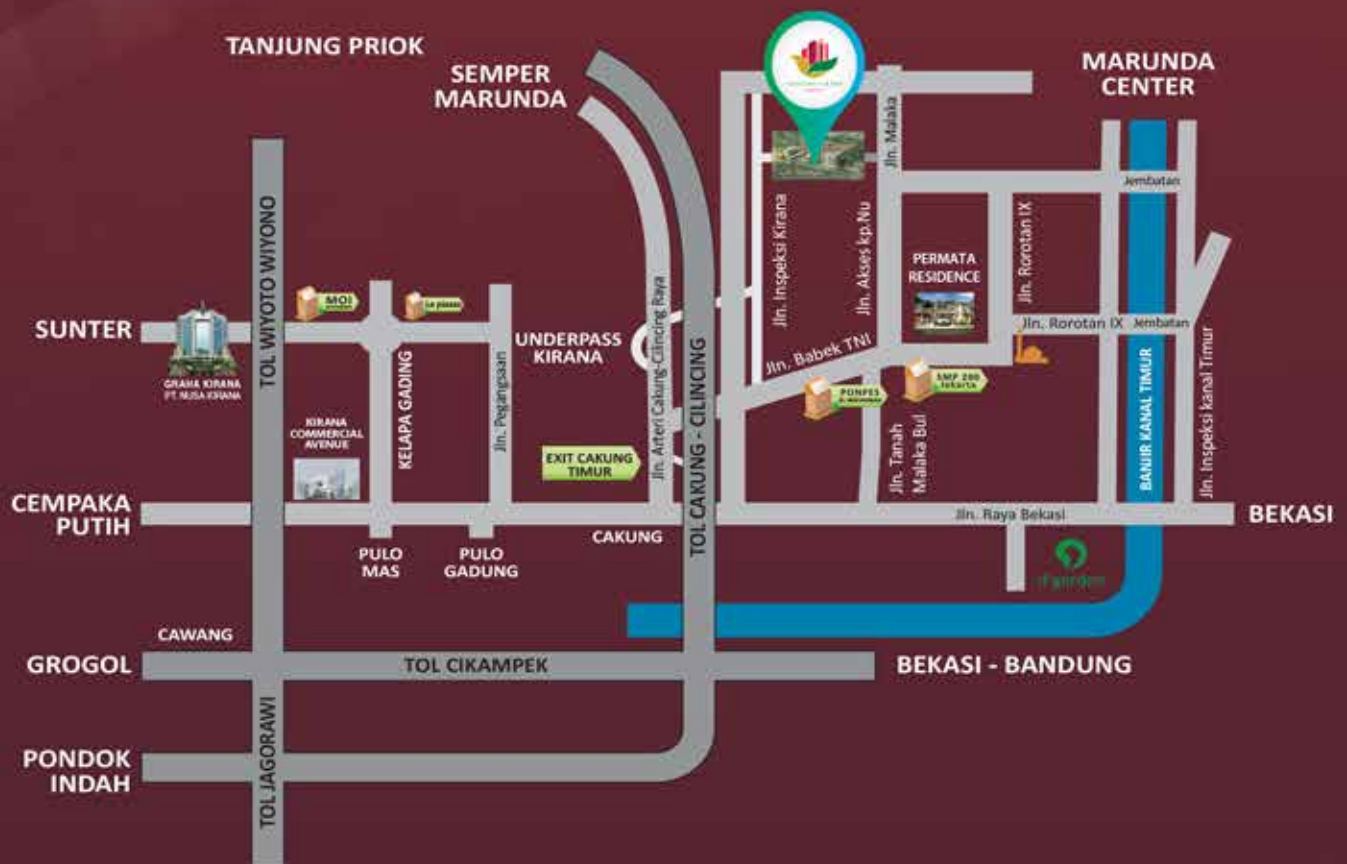 TANJUNG PRIOK
SEMPER
MARUNDA
MARUNDA
CENTER
Jln. Malaka
Jembatan
TOL WIYOTO WIYONO
Jln. Inspeksi Kirana
Jln. Akses kp.Nu
PERMATA
RESIDENCE
Jln. Rorotan IX
SUNTER
GRAHA KIRANA
PT. NUSA KIRANA
MOI
La piazza
UNDERPASS
KIRANA
Jln. Arteri Cakung-Cilincing Raya
Jln. Babek TNI
Jln. Rorotan IX
Jembatan
KELAPA GADING
Jln. Pegangsaan
PONPES
SMP 200
Jakarta
KIRANA
COMMERCIAL
AVENUE
EXIT CAKUNG
TIMUR
TOL CAKUNG - CILINCING
Jln. Tanah
Malaka Bul
BANJIR KANAL TIMUR
Jln. Inspeksi kanal Timur
CEMPAKA
PUTIH
Jln. Raya Bekasi
BEKASI
PULO
MAS
PULO
GADUNG
CAKUNG
CAWANG
GROGOL
TOL CIKAMPEK
BEKASI - BANDUNG
PONDOK
INDAH
TOL JAGORAWI